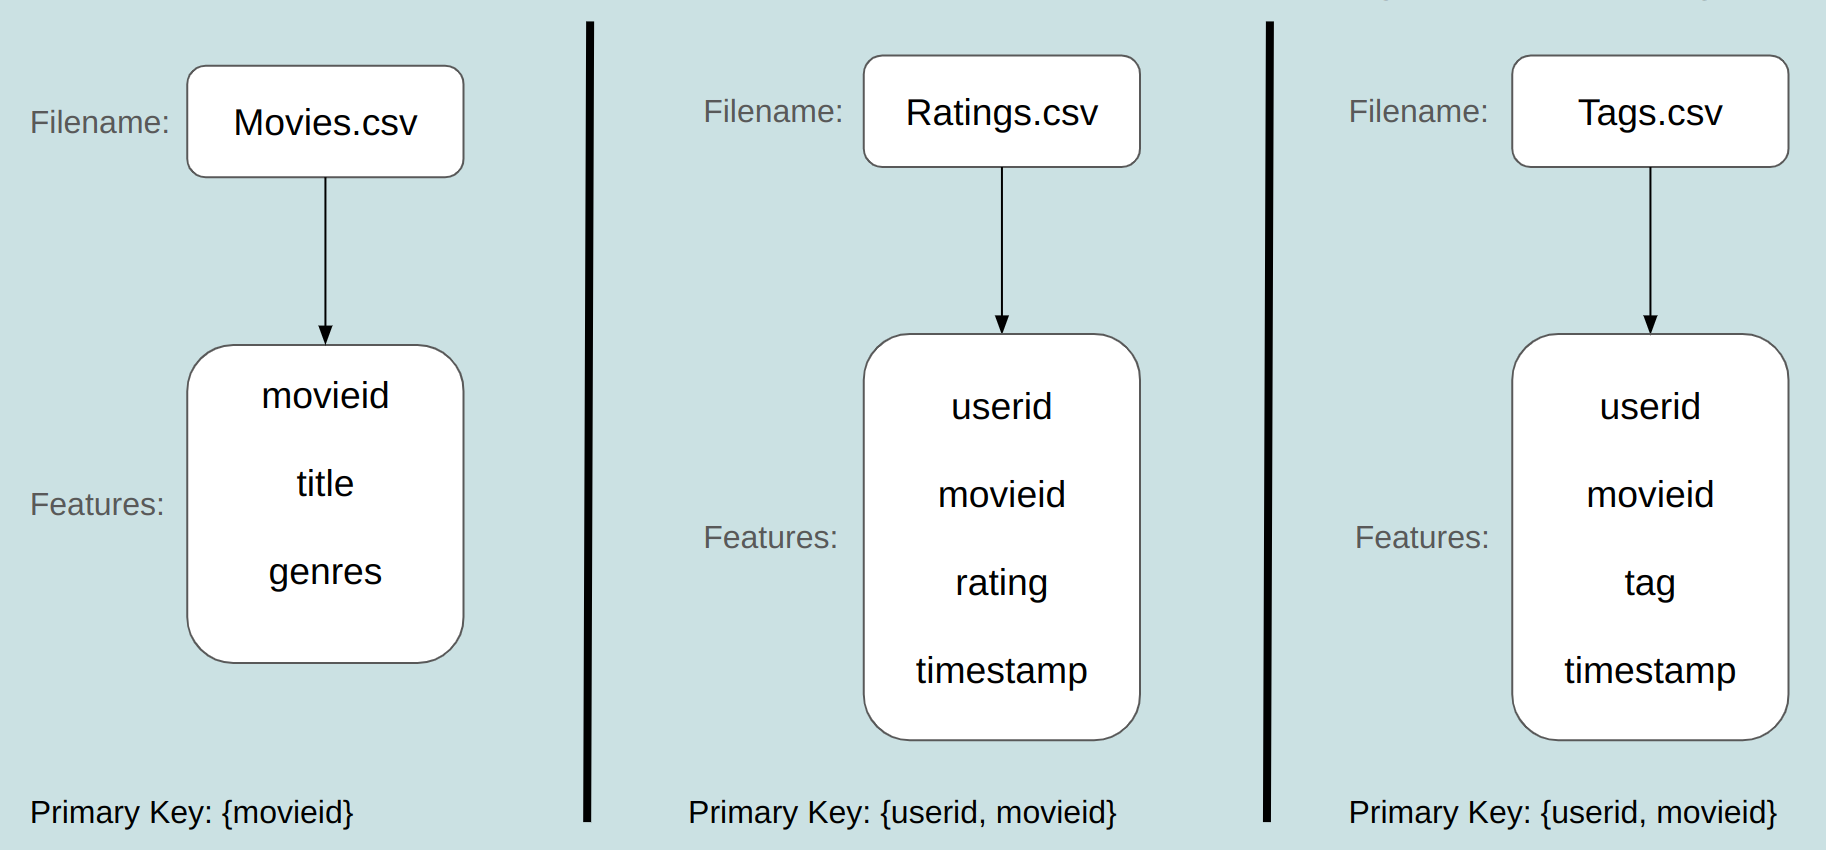 Filename:
Movies.csv
Features:
movieid
title
genres
Primary Key: {movieid}
Filename:
Ratings.csv
Features:
userid
movieid
rating
timestamp
Primary Key: {userid, movieid}
Filename:
Tags.csv
Features:
userid
movieid
tag
timestamp
Primary Key: {userid, movieid}